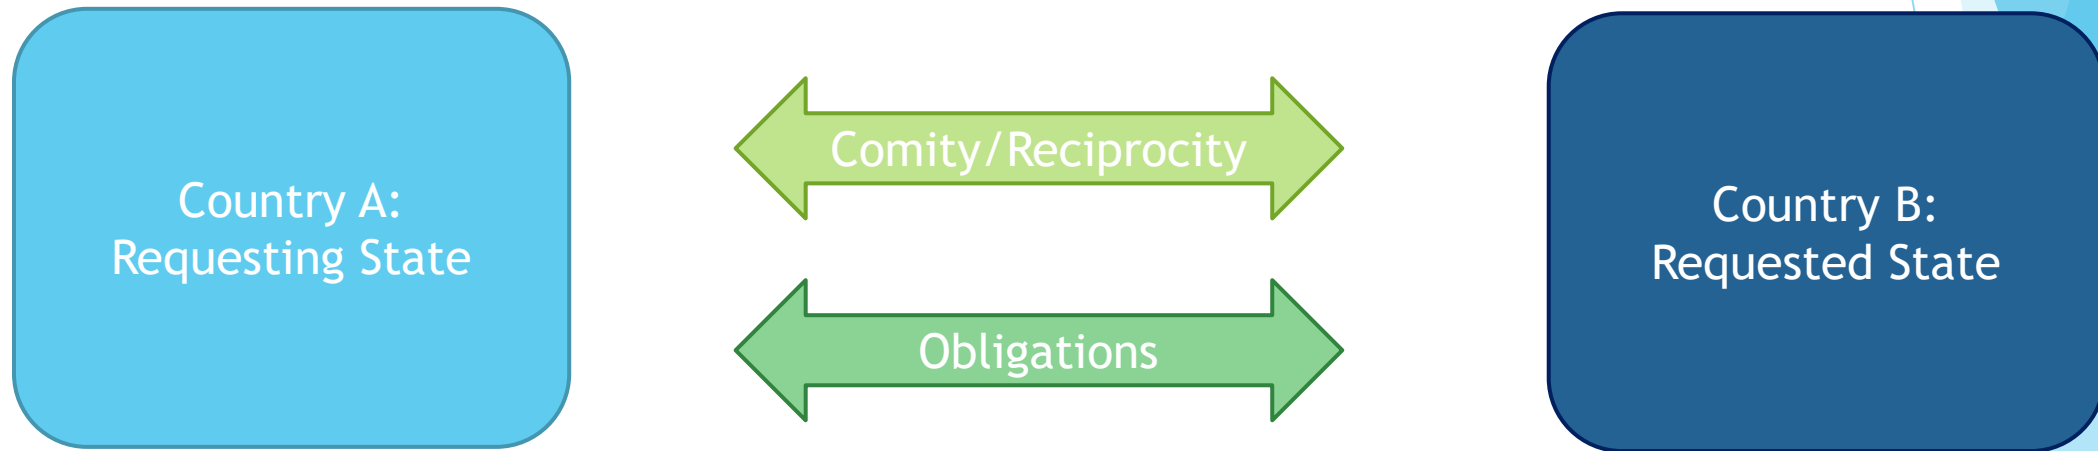 Country A:
Requesting State
Comity/Reciprocity
Obligations
Country B:
Requested State